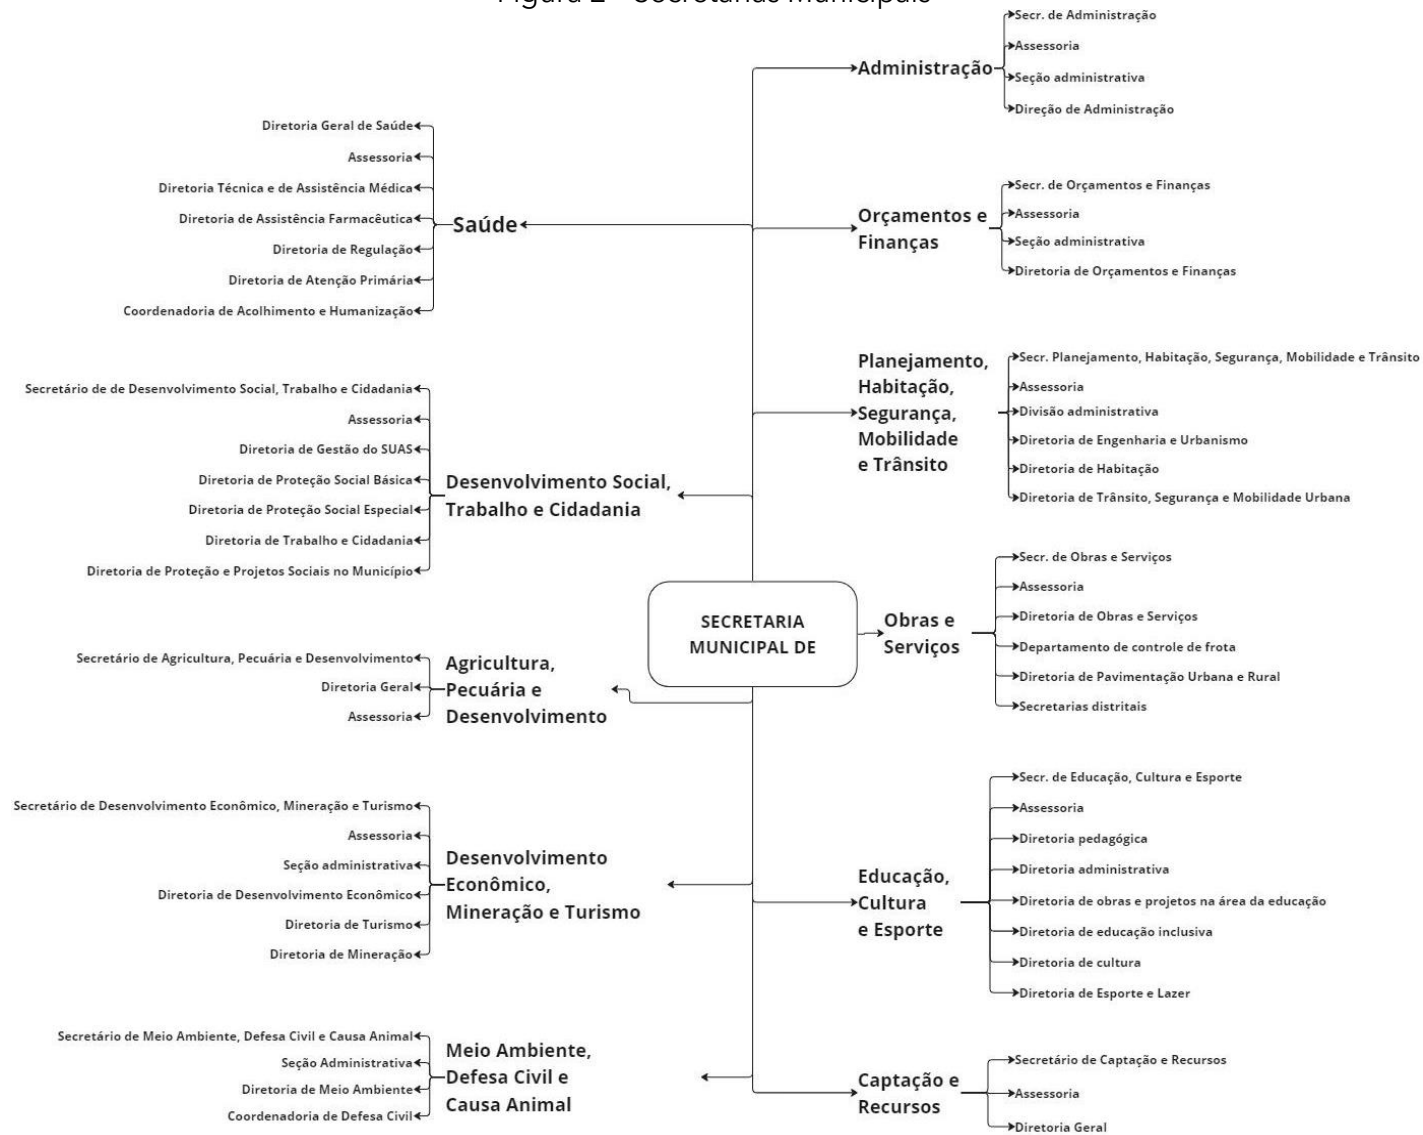 Figura 2 - Secretarias Municipais
Administração
Secr. de Administração
Assessoria
Seção administrativa
Direção de Administração
Saúde
Diretoria Geral de Saúde
Assessoria
Diretoria Técnica e de Assistência Médica
Diretoria de Assistência Farmacêutica
Diretoria de Regulação
Diretoria de Atenção Primária
Coordenadoria de Acolhimento e Humanização
Orçamentos e
Finanças
Secr. de Orçamentos e Finanças
Assessoria
Seção administrativa
Diretoria de Orçamentos e Finanças
Planejamento,
Habitação,
Segurança,
Mobilidade
e Trânsito
Secr. Planejamento, Habitação, Segurança, Mobilidade e Trânsito
Assessoria
Divisão administrativa
Diretoria de Engenharia e Urbanismo
Diretoria de Habitação
Diretoria de Trânsito, Segurança e Mobilidade Urbana
Desenvolvimento Social,
Trabalho e Cidadania
Secretário de de Desenvolvimento Social, Trabalho e Cidadania
Assessoria
Diretoria de Gestão do SUAS
Diretoria de Proteção Social Básica
Diretoria de Proteção Social Especial
Diretoria de Trabalho e Cidadania
Diretoria de Proteção e Projetos Sociais no Município
SECRETARIA
MUNICIPAL DE
Obras e
Serviços
Secr. de Obras e Serviços
Assessoria
Diretoria de Obras e Serviços
Departamento de controle de frota
Diretoria de Pavimentação Urbana e Rural
Secretarias distritais
Agricultura,
Pecuária e
Desenvolvimento
Secretário de Agricultura, Pecuária e Desenvolvimento
Diretoria Geral
Assessoria
Educação,
Cultura
e Esporte
Secr. de Educação, Cultura e Esporte
Assessoria
Diretoria pedagógica
Diretoria administrativa
Diretoria de obras e projetos na área da educação
Diretoria de educação inclusiva
Diretoria de cultura
Diretoria de Esporte e Lazer
Desenvolvimento
Econômico,
Mineração e Turismo
Secretário de Desenvolvimento Econômico, Mineração e Turismo
Assessoria
Seção administrativa
Diretoria de Desenvolvimento Econômico
Diretoria de Turismo
Diretoria de Mineração
Meio Ambiente,
Defesa Civil e
Causa Animal
Secretário de Meio Ambiente, Defesa Civil e Causa Animal
Seção Administrativa
Diretoria de Meio Ambiente
Coordenadoria de Defesa Civil
Captação e
Recursos
Secretário de Captação e Recursos
Assessoria
Diretoria Geral